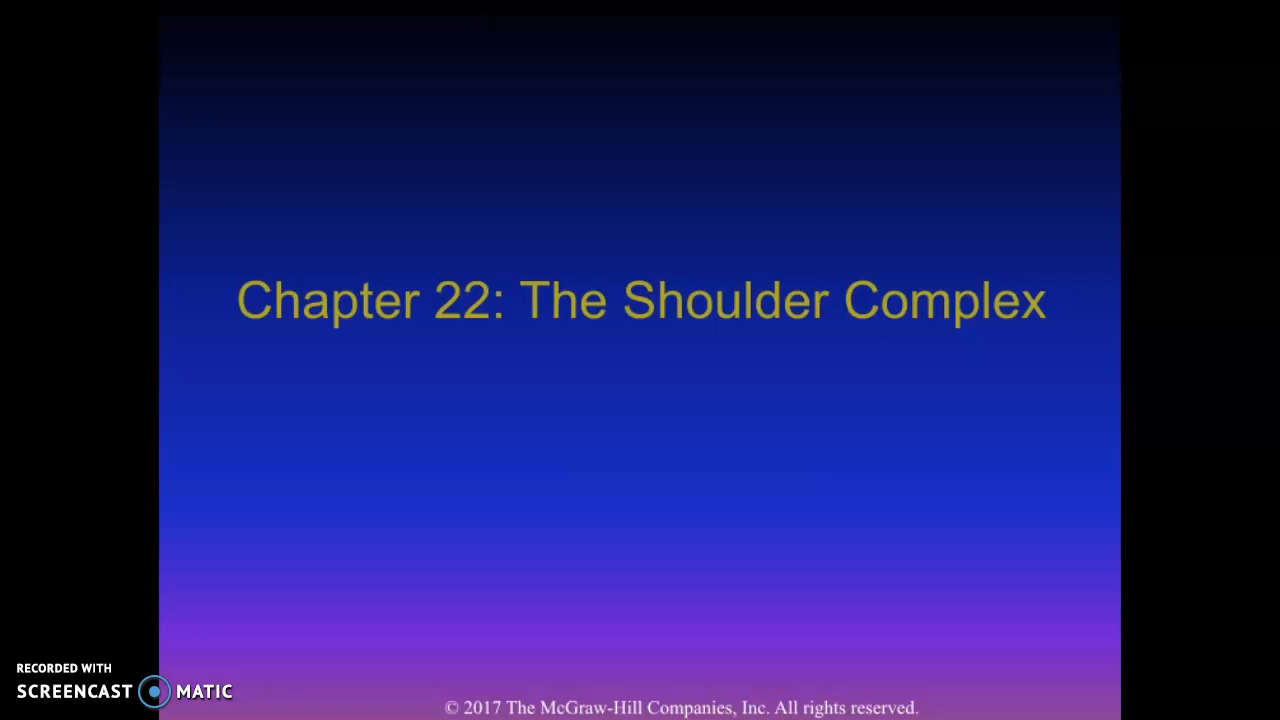 Chapter 22: The Shoulder Complex
RECORDED WITH
SCREENCAST MATIC
© 2017 The McGraw-Hill Companies, Inc. All rights reserved.